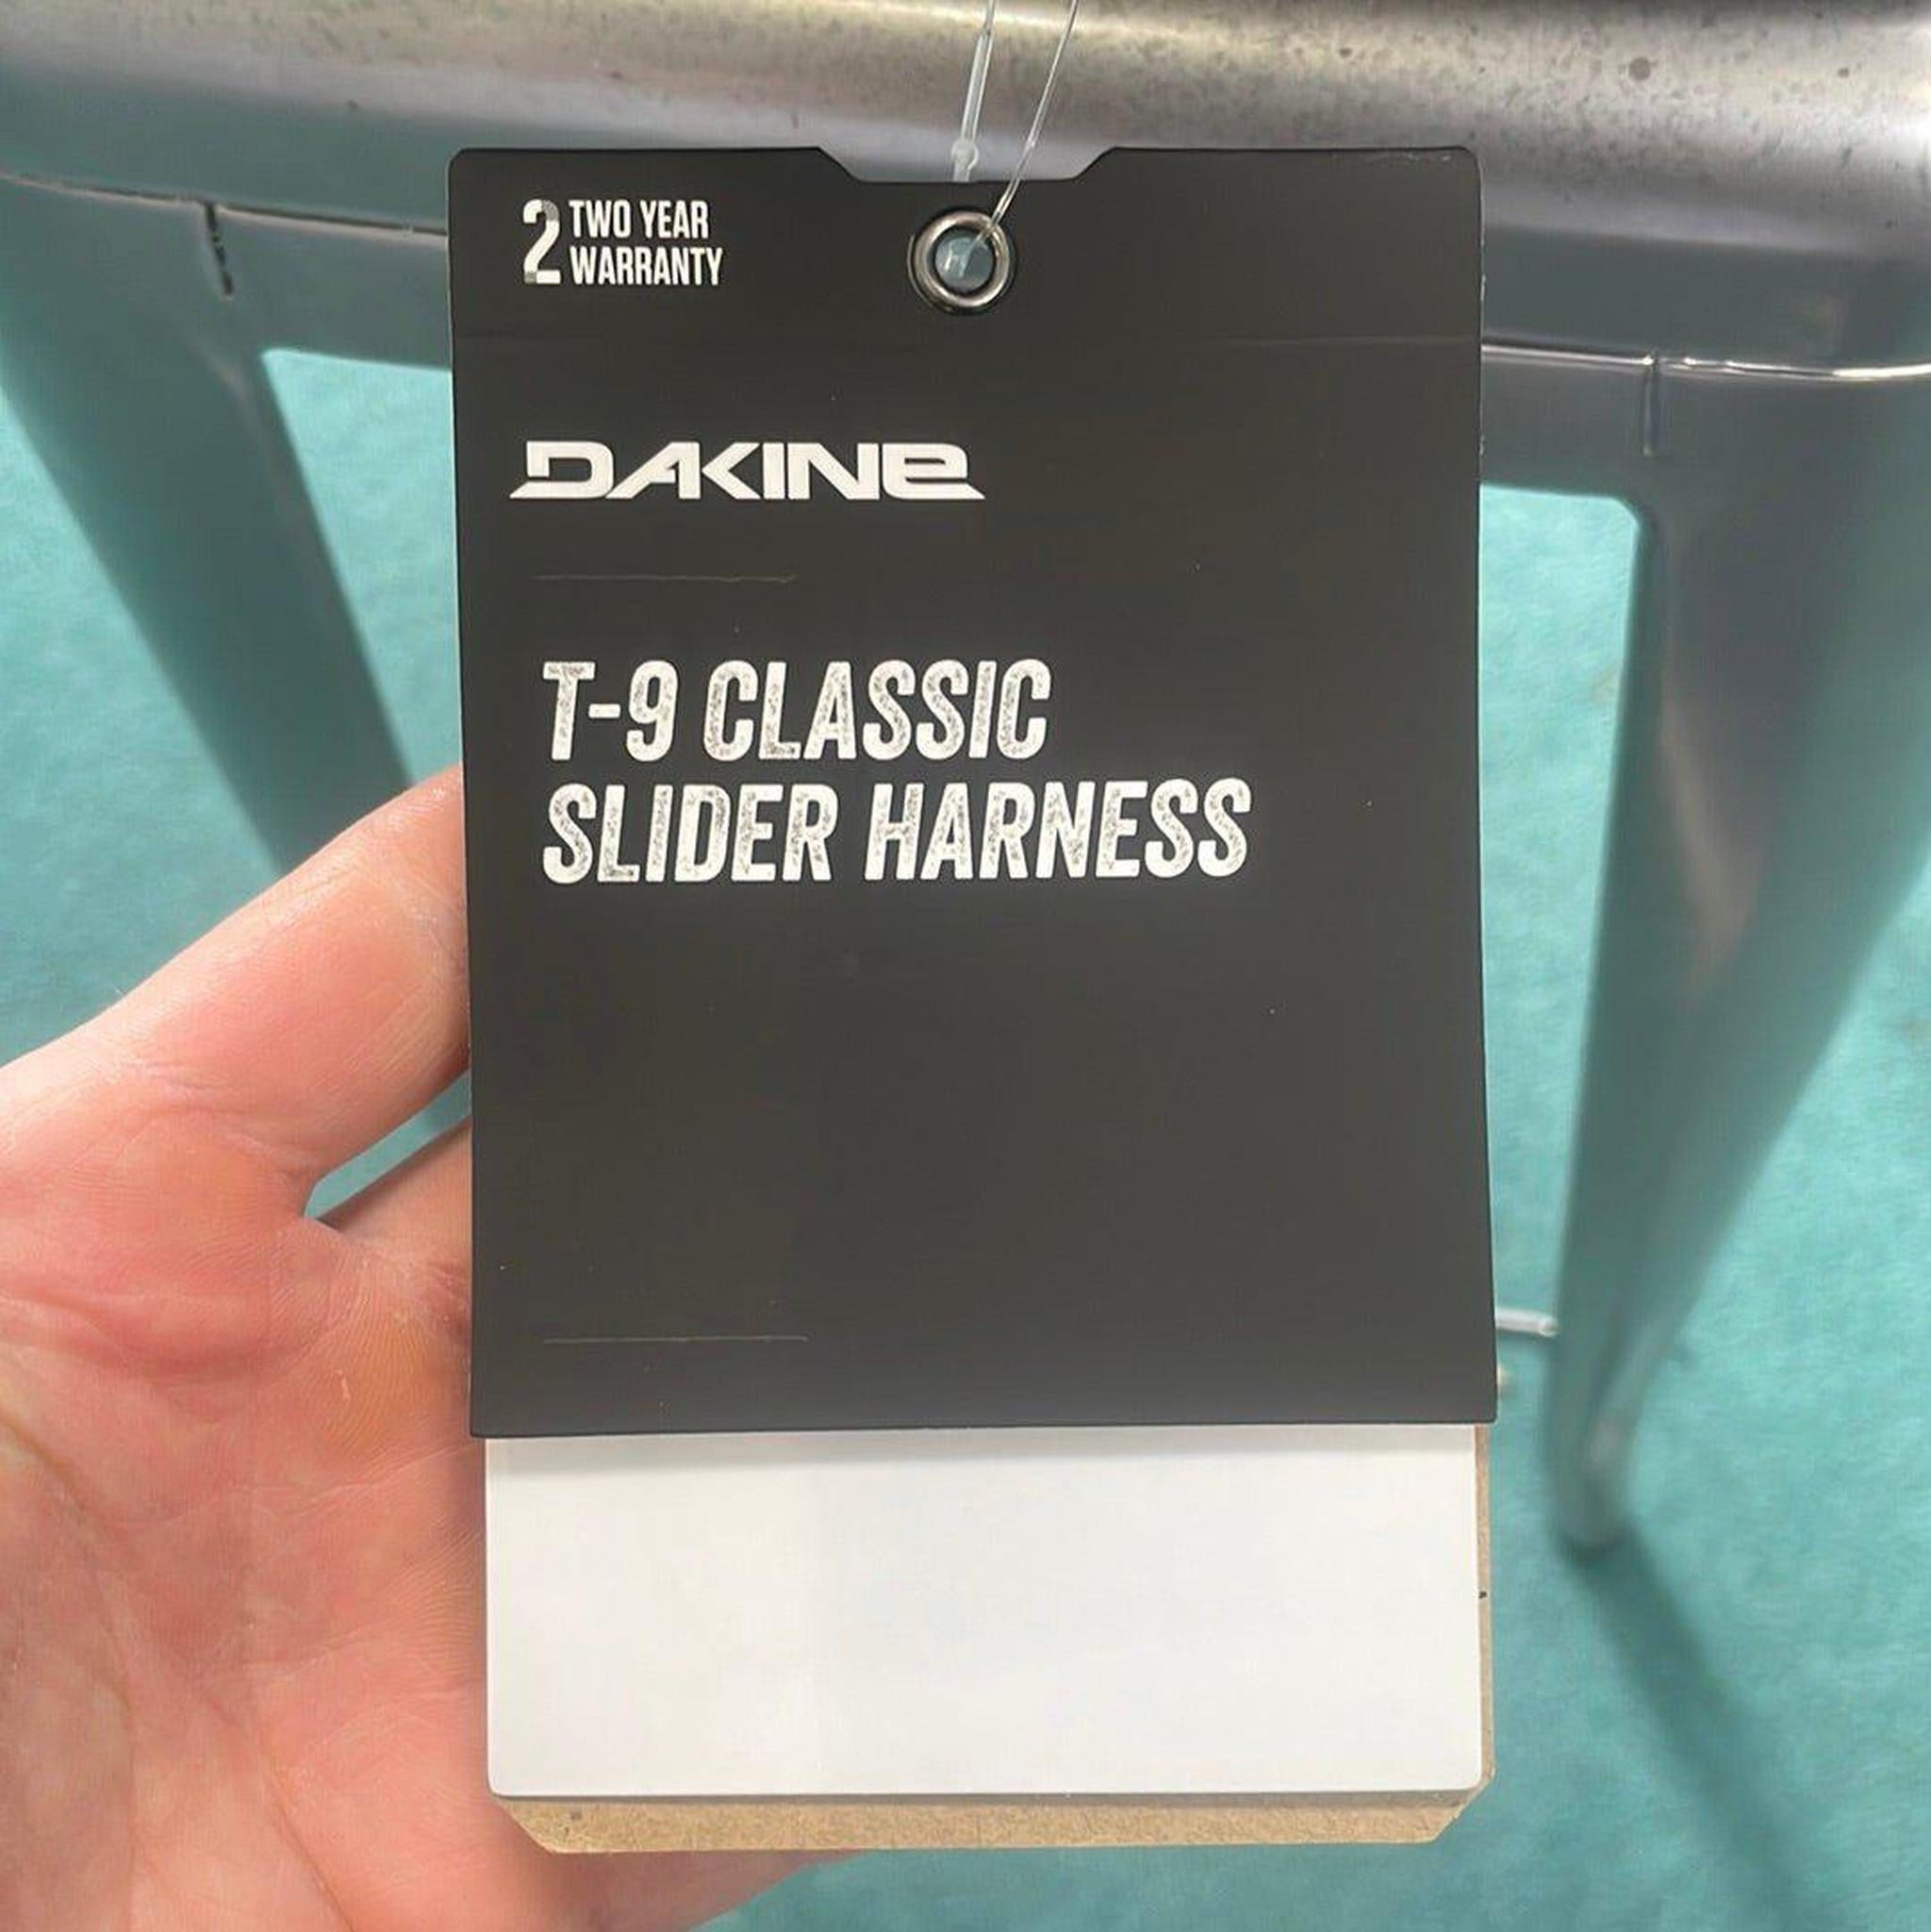 2 TWO YEAR
WARRANTY
DAKINE
T-9 CLASSIC
SLIDER HARNESS